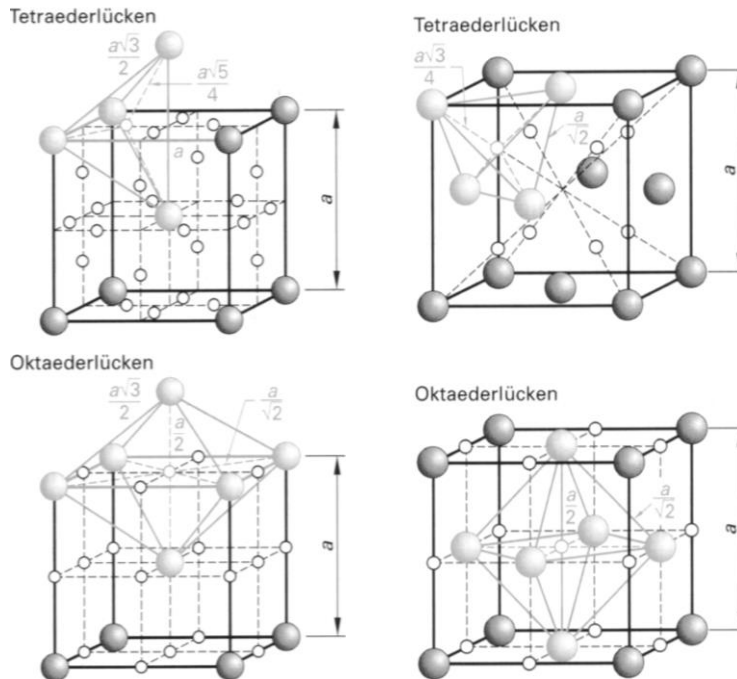 Tetraederlücken
a√3/2
a√5/4
a
a
Tetraederlücken
a√3/4
a/√2
a
Oktaederlücken
a√3/2
a/2
a/√2
a
Oktaederlücken
a/2
a/√2
a